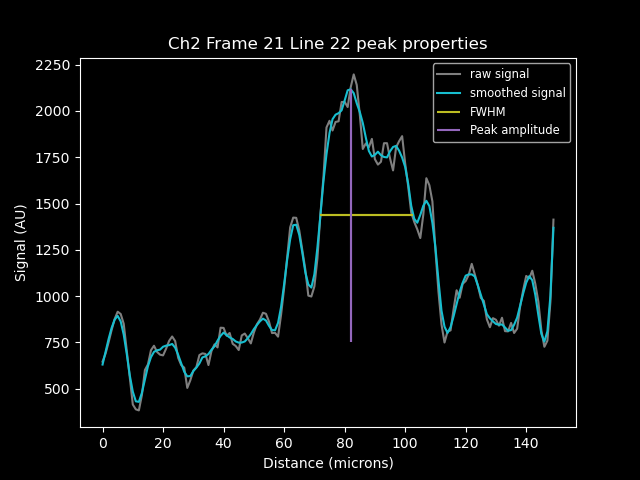 Ch2 Frame 21 Line 22 peak properties
raw signal
smoothed signal
FWHM
Peak amplitude
Signal (AU)
2250
2000
1750
1500
1250
1000
750
500
0 20 40 60 80 100 120 140
Distance (microns)